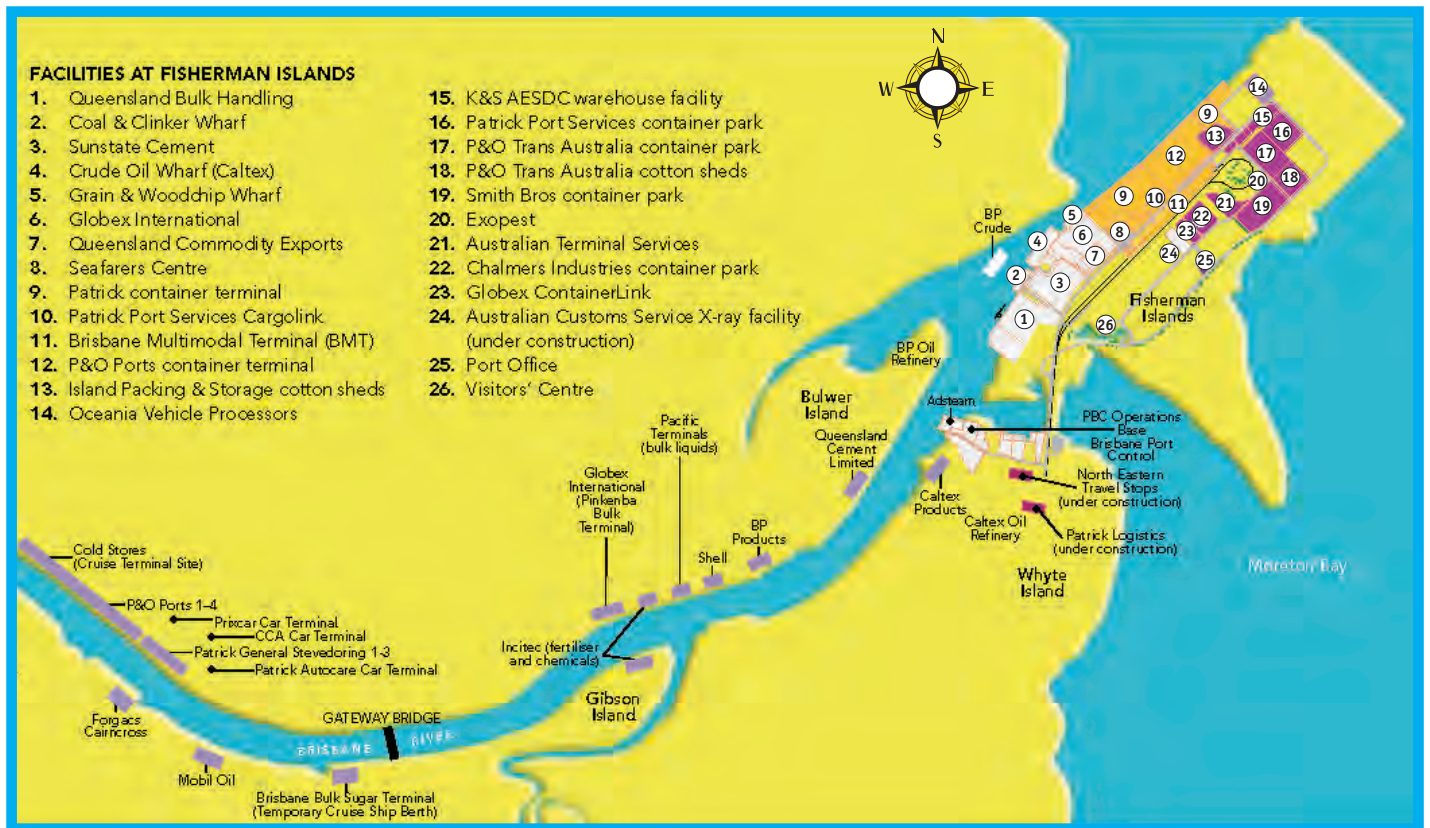 FACILITIES AT FISHERMAN ISLANDS
1. Queensland Bulk Handling
2. Coal & Clinker Wharf
3. Sunstate Cement
4. Crude Oil Wharf (Caltex)
5. Grain & Woodchip Wharf
6. Globex International
7. Queensland Commodity Exports
8. Seafarers Centre
9. Patrick container terminal
10. Patrick Port Services Cargolink
11. Brisbane Multimodal Terminal (BMT)
12. P&O Ports container terminal
13. Island Packing & Storage cotton sheds
14. Oceania Vehicle Processors
15. K&S AESDC warehouse facility
16. Patrick Port Services container park
17. P&O Trans Australia container park
18. P&O Trans Australia cotton sheds
19. Smith Bros container park
20. Exopest
21. Australian Terminal Services
22. Chalmers Industries container park
23. Globex ContainerLink
24. Australian Customs Service X-ray facility
(under construction)
25. Port Office
26. Visitors' Centre
N
W E
S
14
9
15
13
16
12
17
20
18
9
10
11
21
19
5
22
6
8
23
4
7
24
25
2
3
1
26
BP
Crude
Fisherman
Islands
BP Oil
Refinery
Bulwer
Island
Adsteam
PBC Operations
Base
Brisbane Port
Control
Queensland
Cement
Limited
Pacific
Terminals
(bulk liquids)
Globex
International
(Pinkenba
Bulk
Terminal)
BP
Products
Shell
Caltex
Products
North Eastern
Travel Stops
(under construction)
Caltex Oil
Refinery
Patrick Logistics
(under construction)
Whyte
Island
Moreton Bay
Cold Stores
(Cruise Terminal Site)
P&O Ports 1–4
Prixcar Car Terminal
CCA Car Terminal
Patrick General Stevedoring 1-3
Patrick Autocare Car Terminal
Incitec (fertiliser
and chemicals)
Gibson
Island
Forgacs
Cairncross
GATEWAY BRIDGE
BRISBANE RIVER
Mobil Oil
Brisbane Bulk Sugar Terminal
(Temporary Cruise Ship Berth)